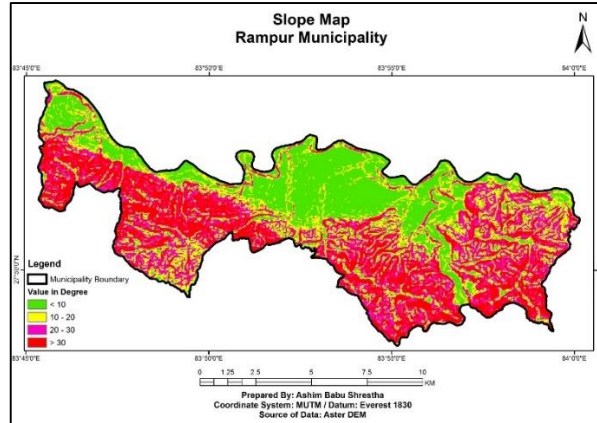 Slope Map
Rampur Municipality
N
83°45'0"E 83°50'0"E 83°55'0"E 84°0'0"E
Legend
Municipality Boundary
Value in Degree
< 10
10 - 20
20 - 30
> 30
83°45'0"E 83°50'0"E 83°55'0"E 84°0'0"E
0 1.25 2.5 5 7.5 10
KM
Prepared By: Ashim Babu Shrestha
Coordinate System: MUTM / Datum: Everest 1830
Source of Data: Aster DEM